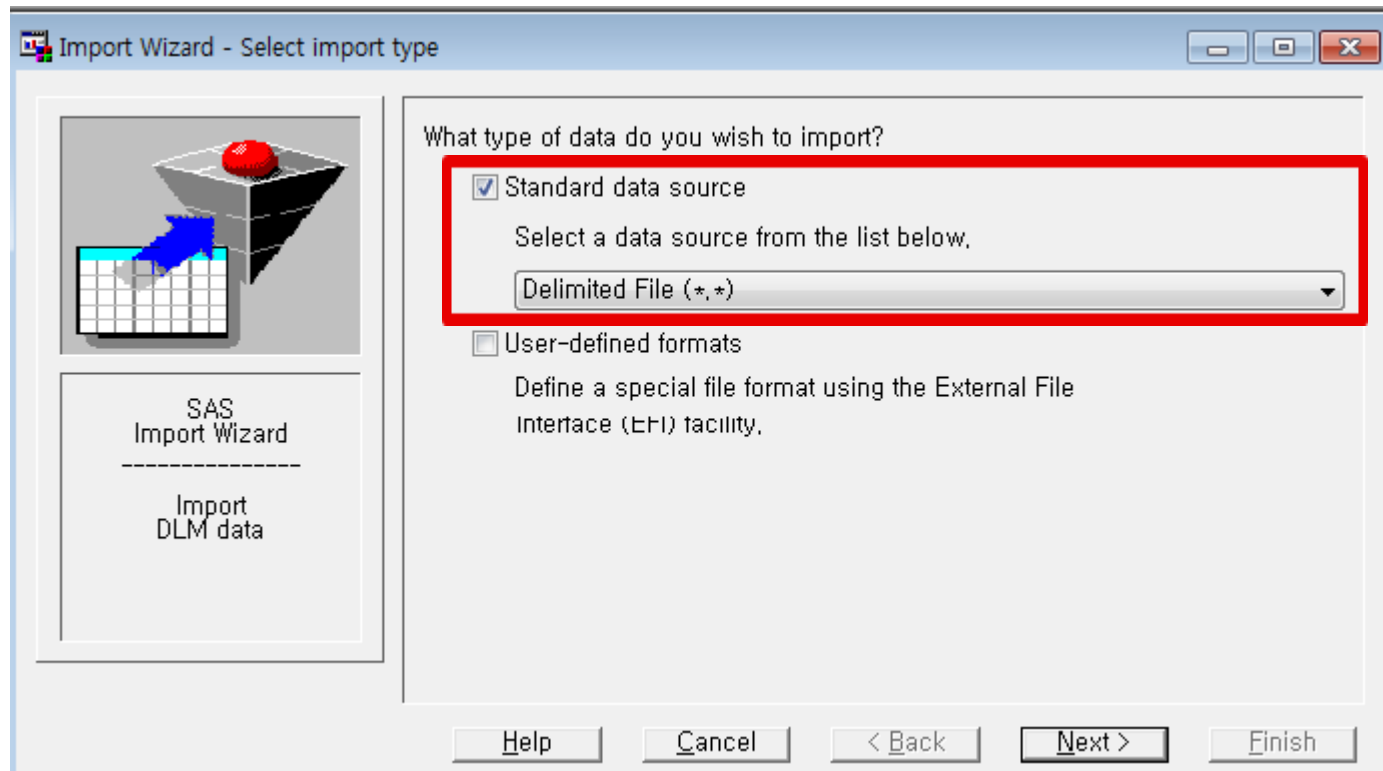 Import Wizard - Select import type
What type of data do you wish to import?
Standard data source
Select a data source from the list below,
Delimited File (*,*)
User-defined formats
Define a special file format using the External File
Interface (EFI) facility,
SAS
Import Wizard
---------------
Import
DLM data
Help
Cancel
< Back
Next >
Finish